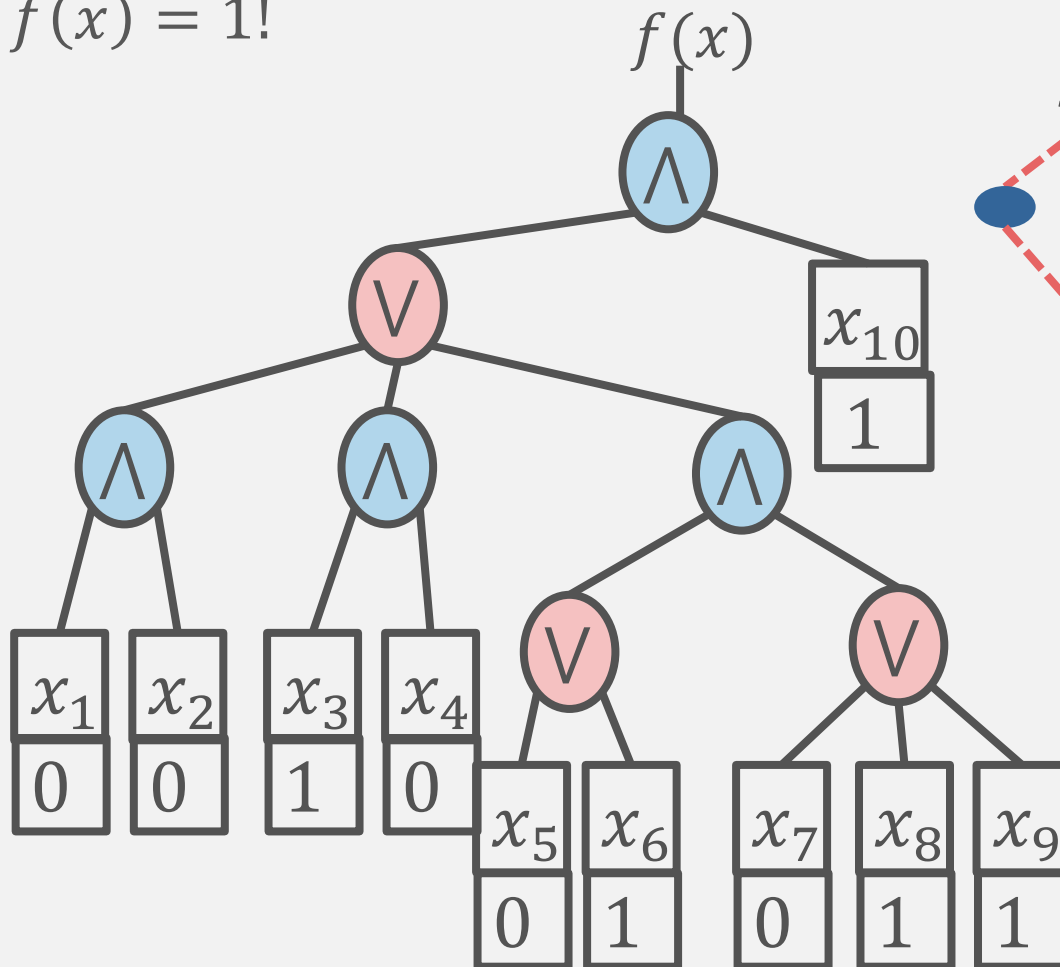 f(x) = 1!
f(x)
∧
∨
x₁₀
1
∧ ∧ ∧
∨ ∨
x₁ x₂ x₃ x₄
0 0 1 0
x₅ x₆ x₇ x₈ x₉
0 1 0 1 1